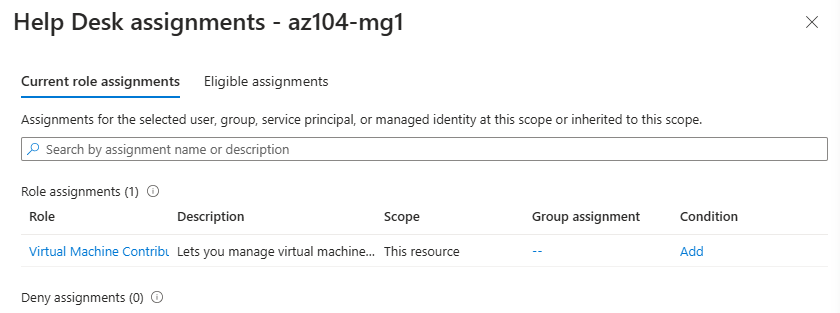 Help Desk assignments - az104-mg1
Current role assignments Eligible assignments
Assignments for the selected user, group, service principal, or managed identity at this scope or inherited to this scope.
Search by assignment name or description
Role assignments (1)
Role Description Scope Group assignment Condition
Virtual Machine Contribu Lets you manage virtual machine... This resource -- Add
Deny assignments (0)